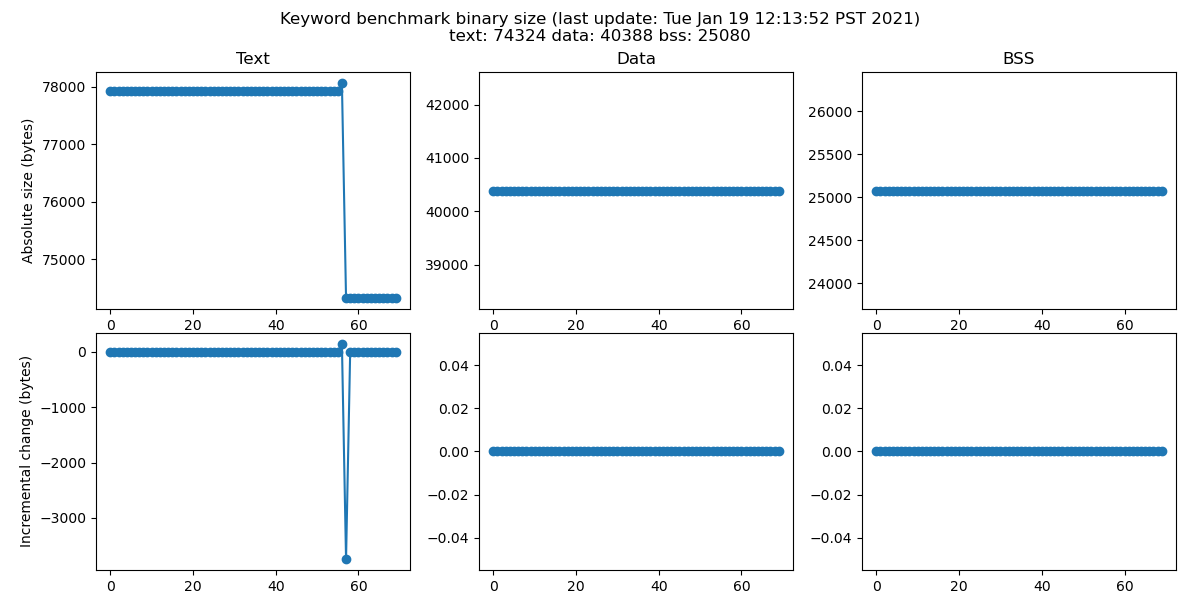 Keyword benchmark binary size (last update: Tue Jan 19 12:13:52 PST 2021)
text: 74324 data: 40388 bss: 25080
Text
Data
BSS
Absolute size (bytes)
78000
77000
76000
75000
0 20 40 60
42000
41000
40000
39000
0 20 40 60
26000
25500
25000
24500
24000
0 20 40 60
Incremental change (bytes)
0
−1000
−2000
−3000
0 20 40 60
0.04
0.02
0.00
−0.02
−0.04
0 20 40 60
0.04
0.02
0.00
−0.02
−0.04
0 20 40 60